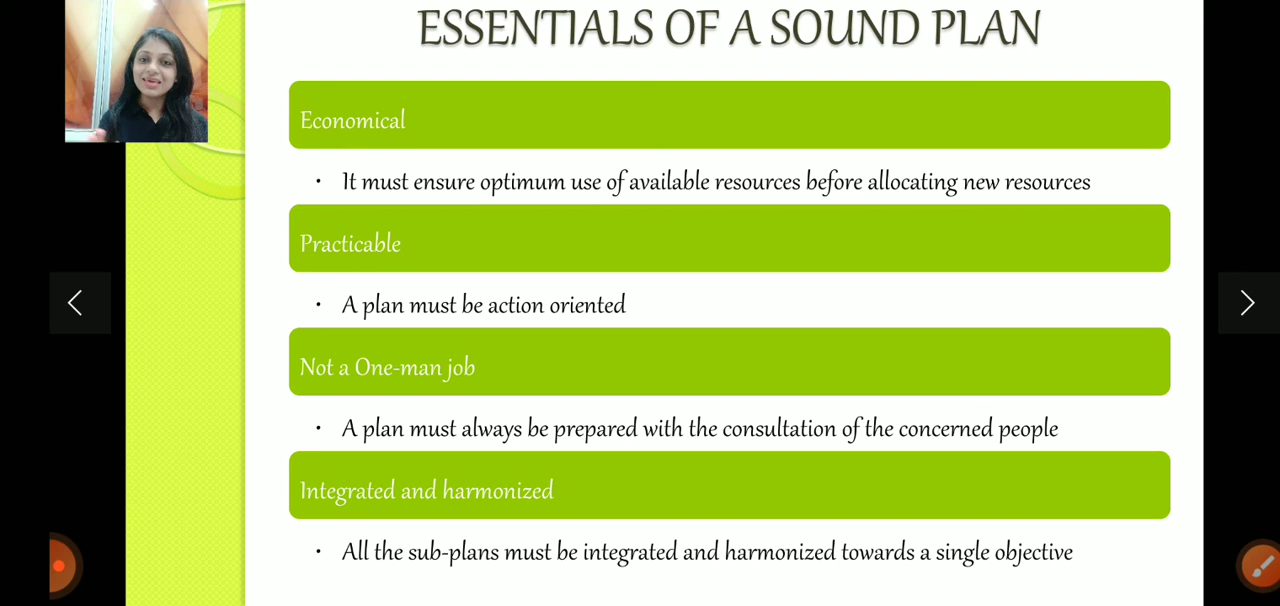 ESSENTIALS OF A SOUND PLAN
Economical
• It must ensure optimum use of available resources before allocating new resources
Practicable
• A plan must be action oriented
Not a One-man job
• A plan must always be prepared with the consultation of the concerned people
Integrated and harmonized
• All the sub-plans must be integrated and harmonized towards a single objective